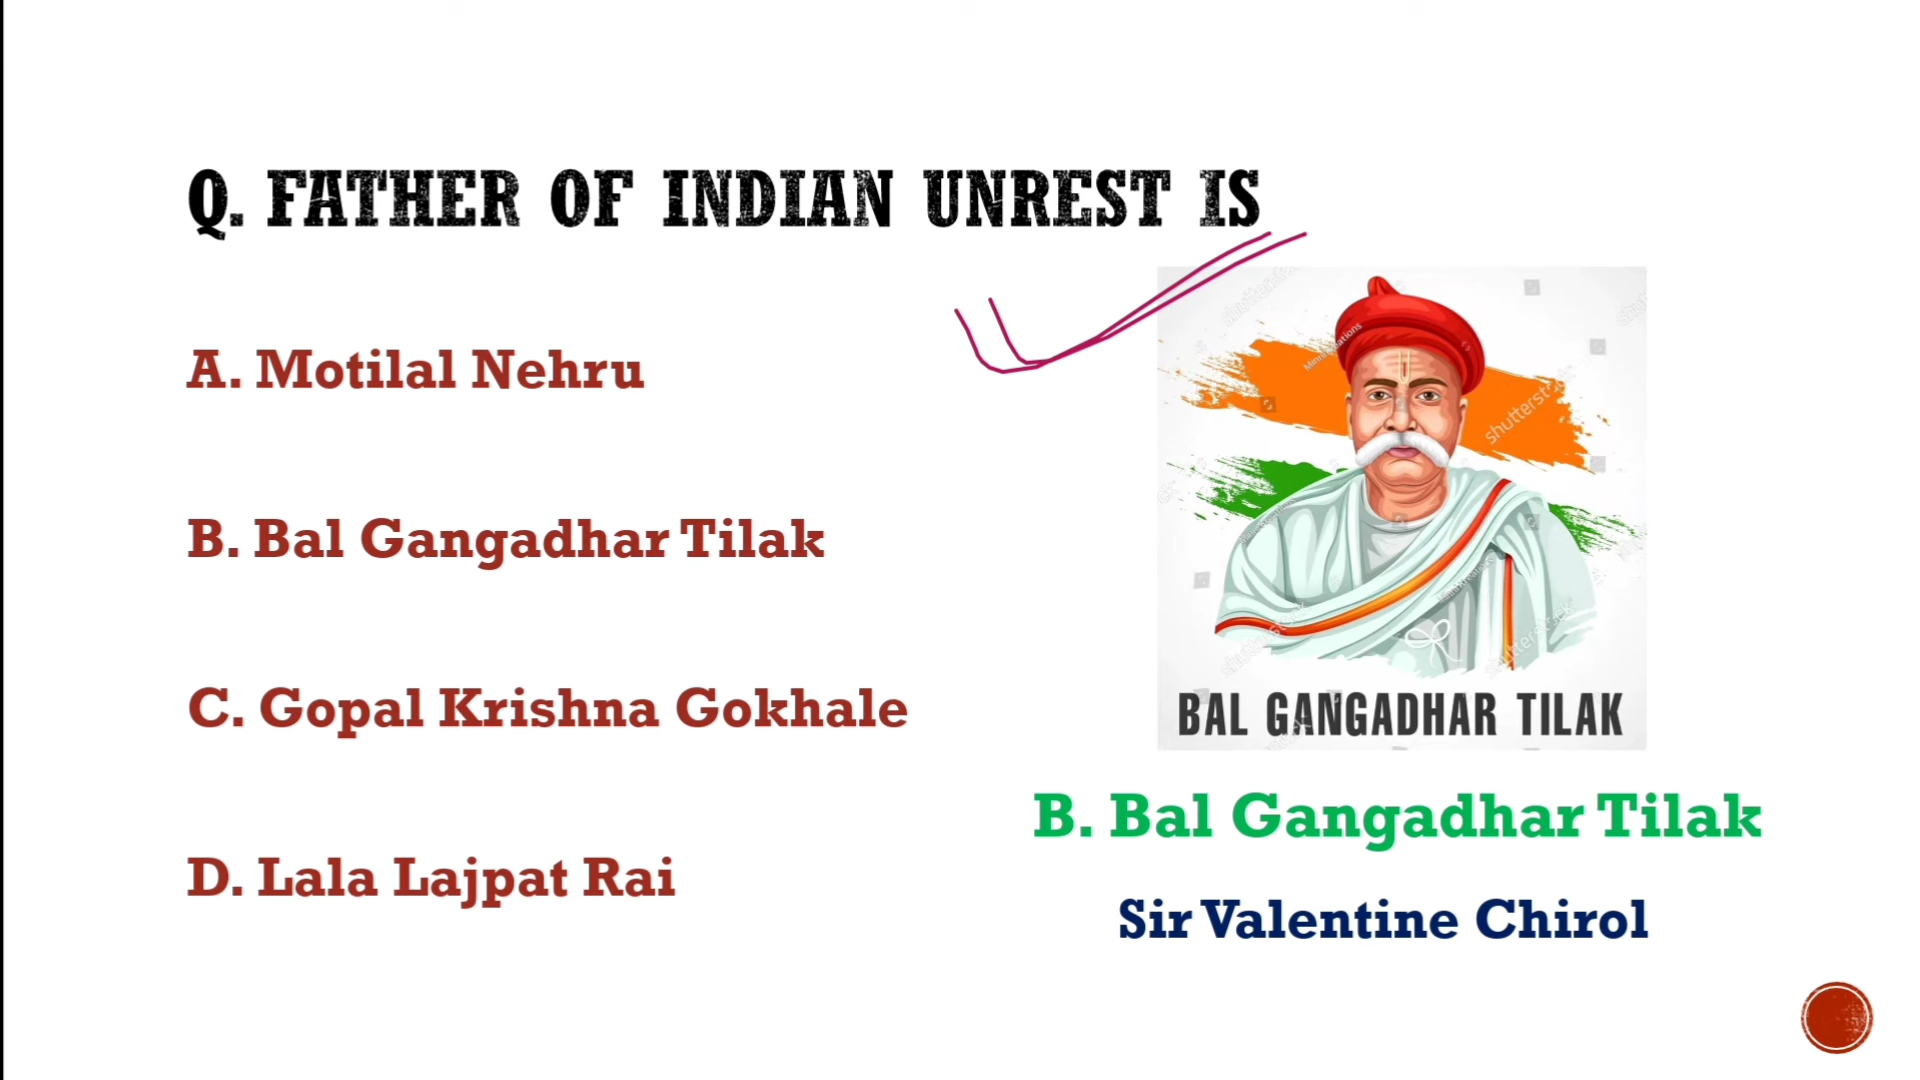 Q. FATHER OF INDIAN UNREST IS
A. Motilal Nehru
B. Bal Gangadhar Tilak
C. Gopal Krishna Gokhale
D. Lala Lajpat Rai
shutterstock
BAL GANGADHAR TILAK
B. Bal Gangadhar Tilak
Sir Valentine Chirol